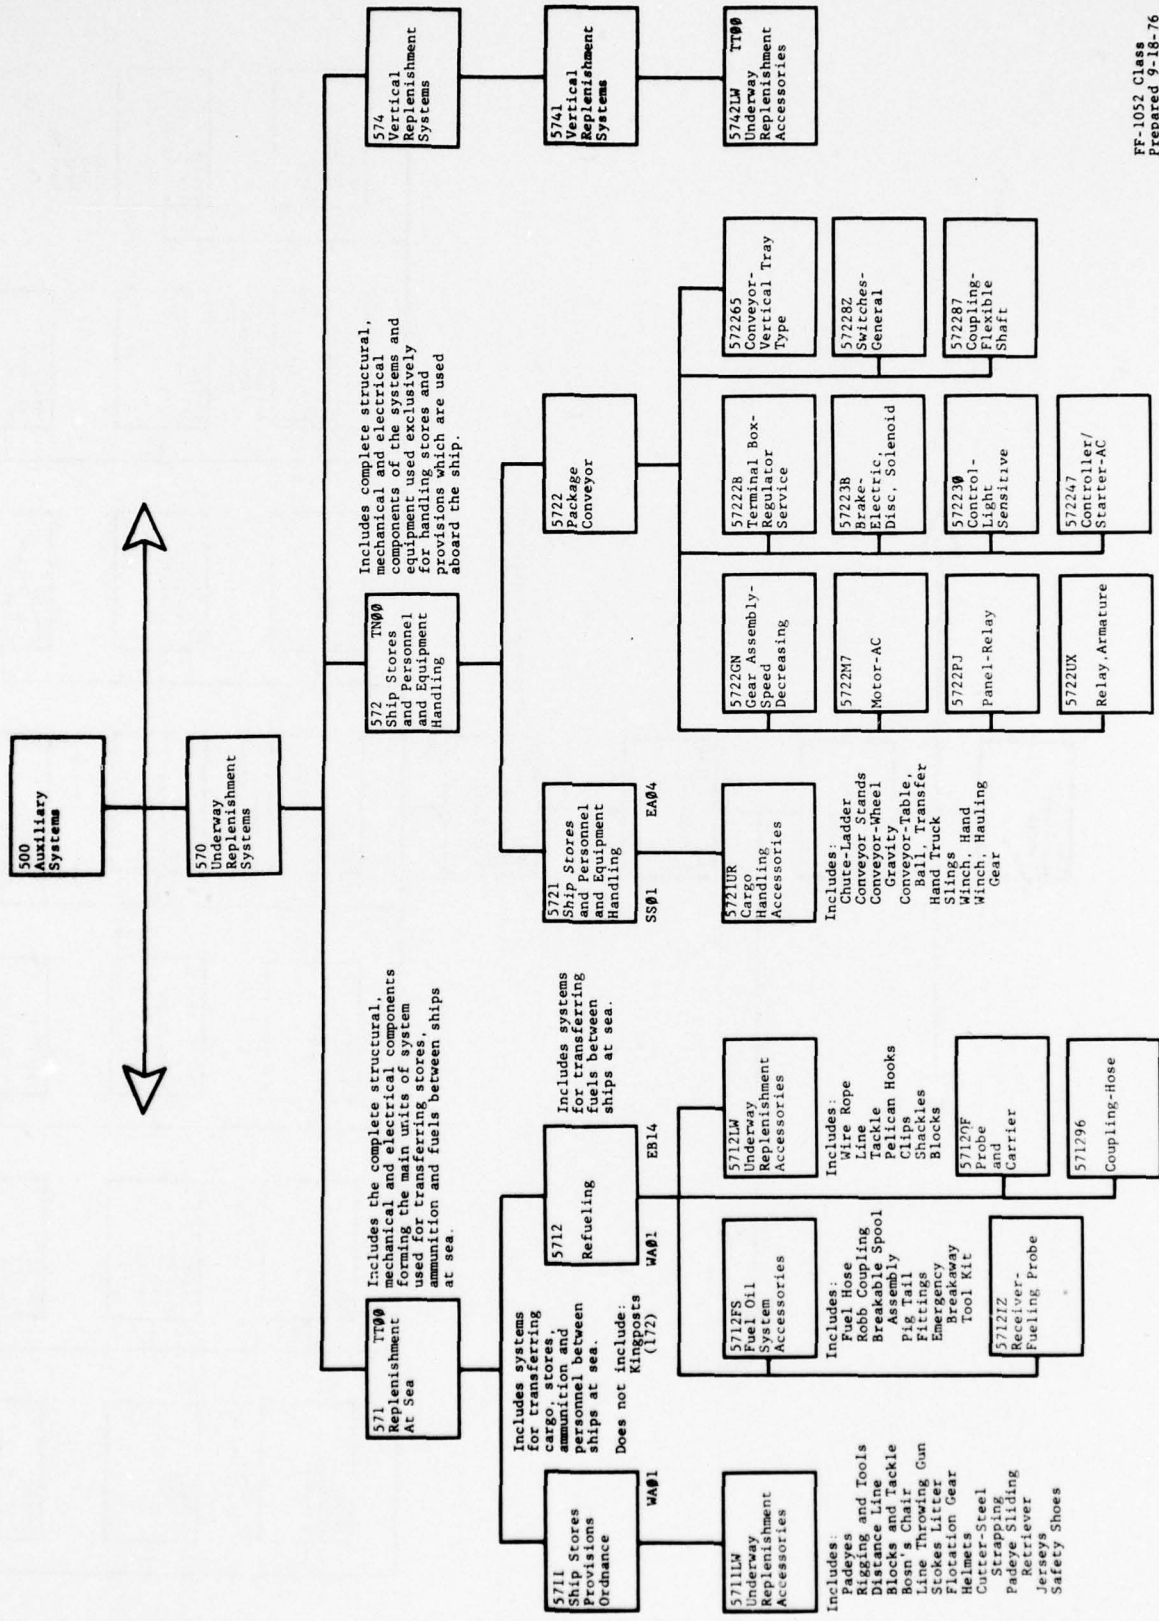 500
Auxiliary
Systems
570
Underway
Replenishment
Systems
571 TT00
Replenishment
At Sea
Includes the complete structural,
mechanical and electrical components
forming the main units of system
used for transferring stores,
ammunition and fuels between ships
at sea.
572 TN00
Ship Stores
and Personnel
and Equipment
Handling
Includes complete structural,
mechanical and electrical
components of the systems and
equipment used exclusively
for handling stores and
provisions which are used
aboard the ship.
574
Vertical
Replenishment
Systems
5711
Ship Stores
Provisions
Ordnance
WA01
Includes systems
for transferring
cargo, stores,
ammunition and
personnel between
ships at sea.
Does not include:
Kingposts
(172)
5712
Refueling
WA01 EB14
Includes systems
for transferring
fuels between
ships at sea.
5721
Ship Stores
and Personnel
and Equipment
Handling
SS01 EA04
5722
Package
Conveyor
5741
Vertical
Replenishment
Systems
5711LW
Underway
Replenishment
Accessories
Includes:
Padeyes
Rigging and Tools
Distance Line
Blocks and Tackle
Bosn's Chair
Line Throwing Gun
Stokes Litter
Flotation Gear
Helmets
Cutter-Steel
Strapping
Padeye Sliding
Retriever
Jerseys
Safety Shoes
5712FS
Fuel Oil
System
Accessories
Includes:
Fuel Hose
Robb Coupling
Breakable Spool
Assembly
Pig Tail
Fittings
Emergency
Breakaway
Tool Kit
5712IZ
Receiver-
Fueling Probe
5712LW
Underway
Replenishment
Accessories
Includes:
Wire Rope
Line
Tackle
Pelican Hooks
Clips
Shackles
Blocks
5712QF
Probe
and
Carrier
571296
Coupling-Hose
5721UR
Cargo
Handling
Accessories
Includes:
Chute-Ladder
Conveyor Stands
Conveyor-Wheel
Gravity
Conveyor-Table,
Ball, Transfer
Hand Truck
Slings
Winch, Hand
Winch, Hauling
Gear
5722GN
Gear Assembly-
Speed
Decreasing
5722M7
Motor-AC
5722PJ
Panel-Relay
5722UX
Relay,Armature
57222B
Terminal Box-
Regulator
Service
57223B
Brake-
Electric,
Disc, Solenoid
572230
Control-
Light
Sensitive
572247
Controller/
Starter-AC
572265
Conveyor-
Vertical Tray
Type
57228Z
Switches-
General
572287
Coupling-
Flexible
Shaft
5742LW TT00
Underway
Replenishment
Accessories
FF-1052 Class
Prepared 9-18-76